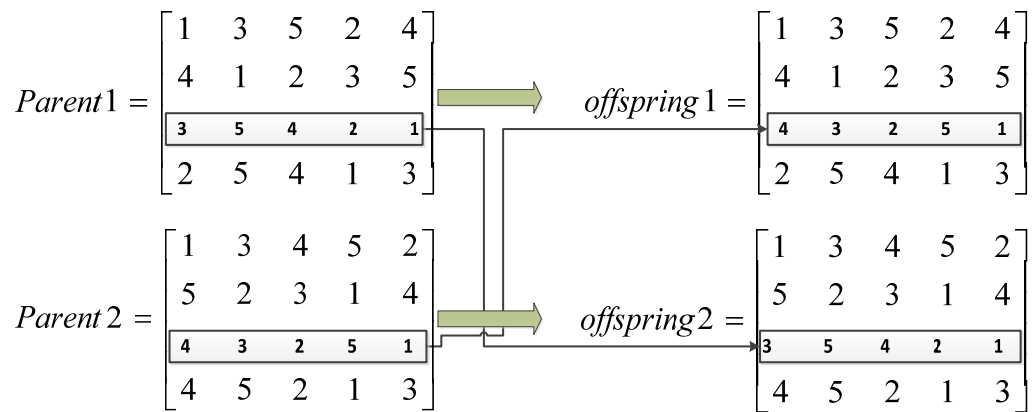 1 3 5 2 4 1 3 5 2 4
4 1 2 3 5 4 1 2 3 5
Parent1 = offspring1 =
3 5 4 2 1 4 3 2 5 1
2 5 4 1 3 2 5 4 1 3
1 3 4 5 2 1 3 4 5 2
5 2 3 1 4 5 2 3 1 4
Parent2 = offspring2 =
4 3 2 5 1 3 5 4 2 1
4 5 2 1 3 4 5 2 1 3